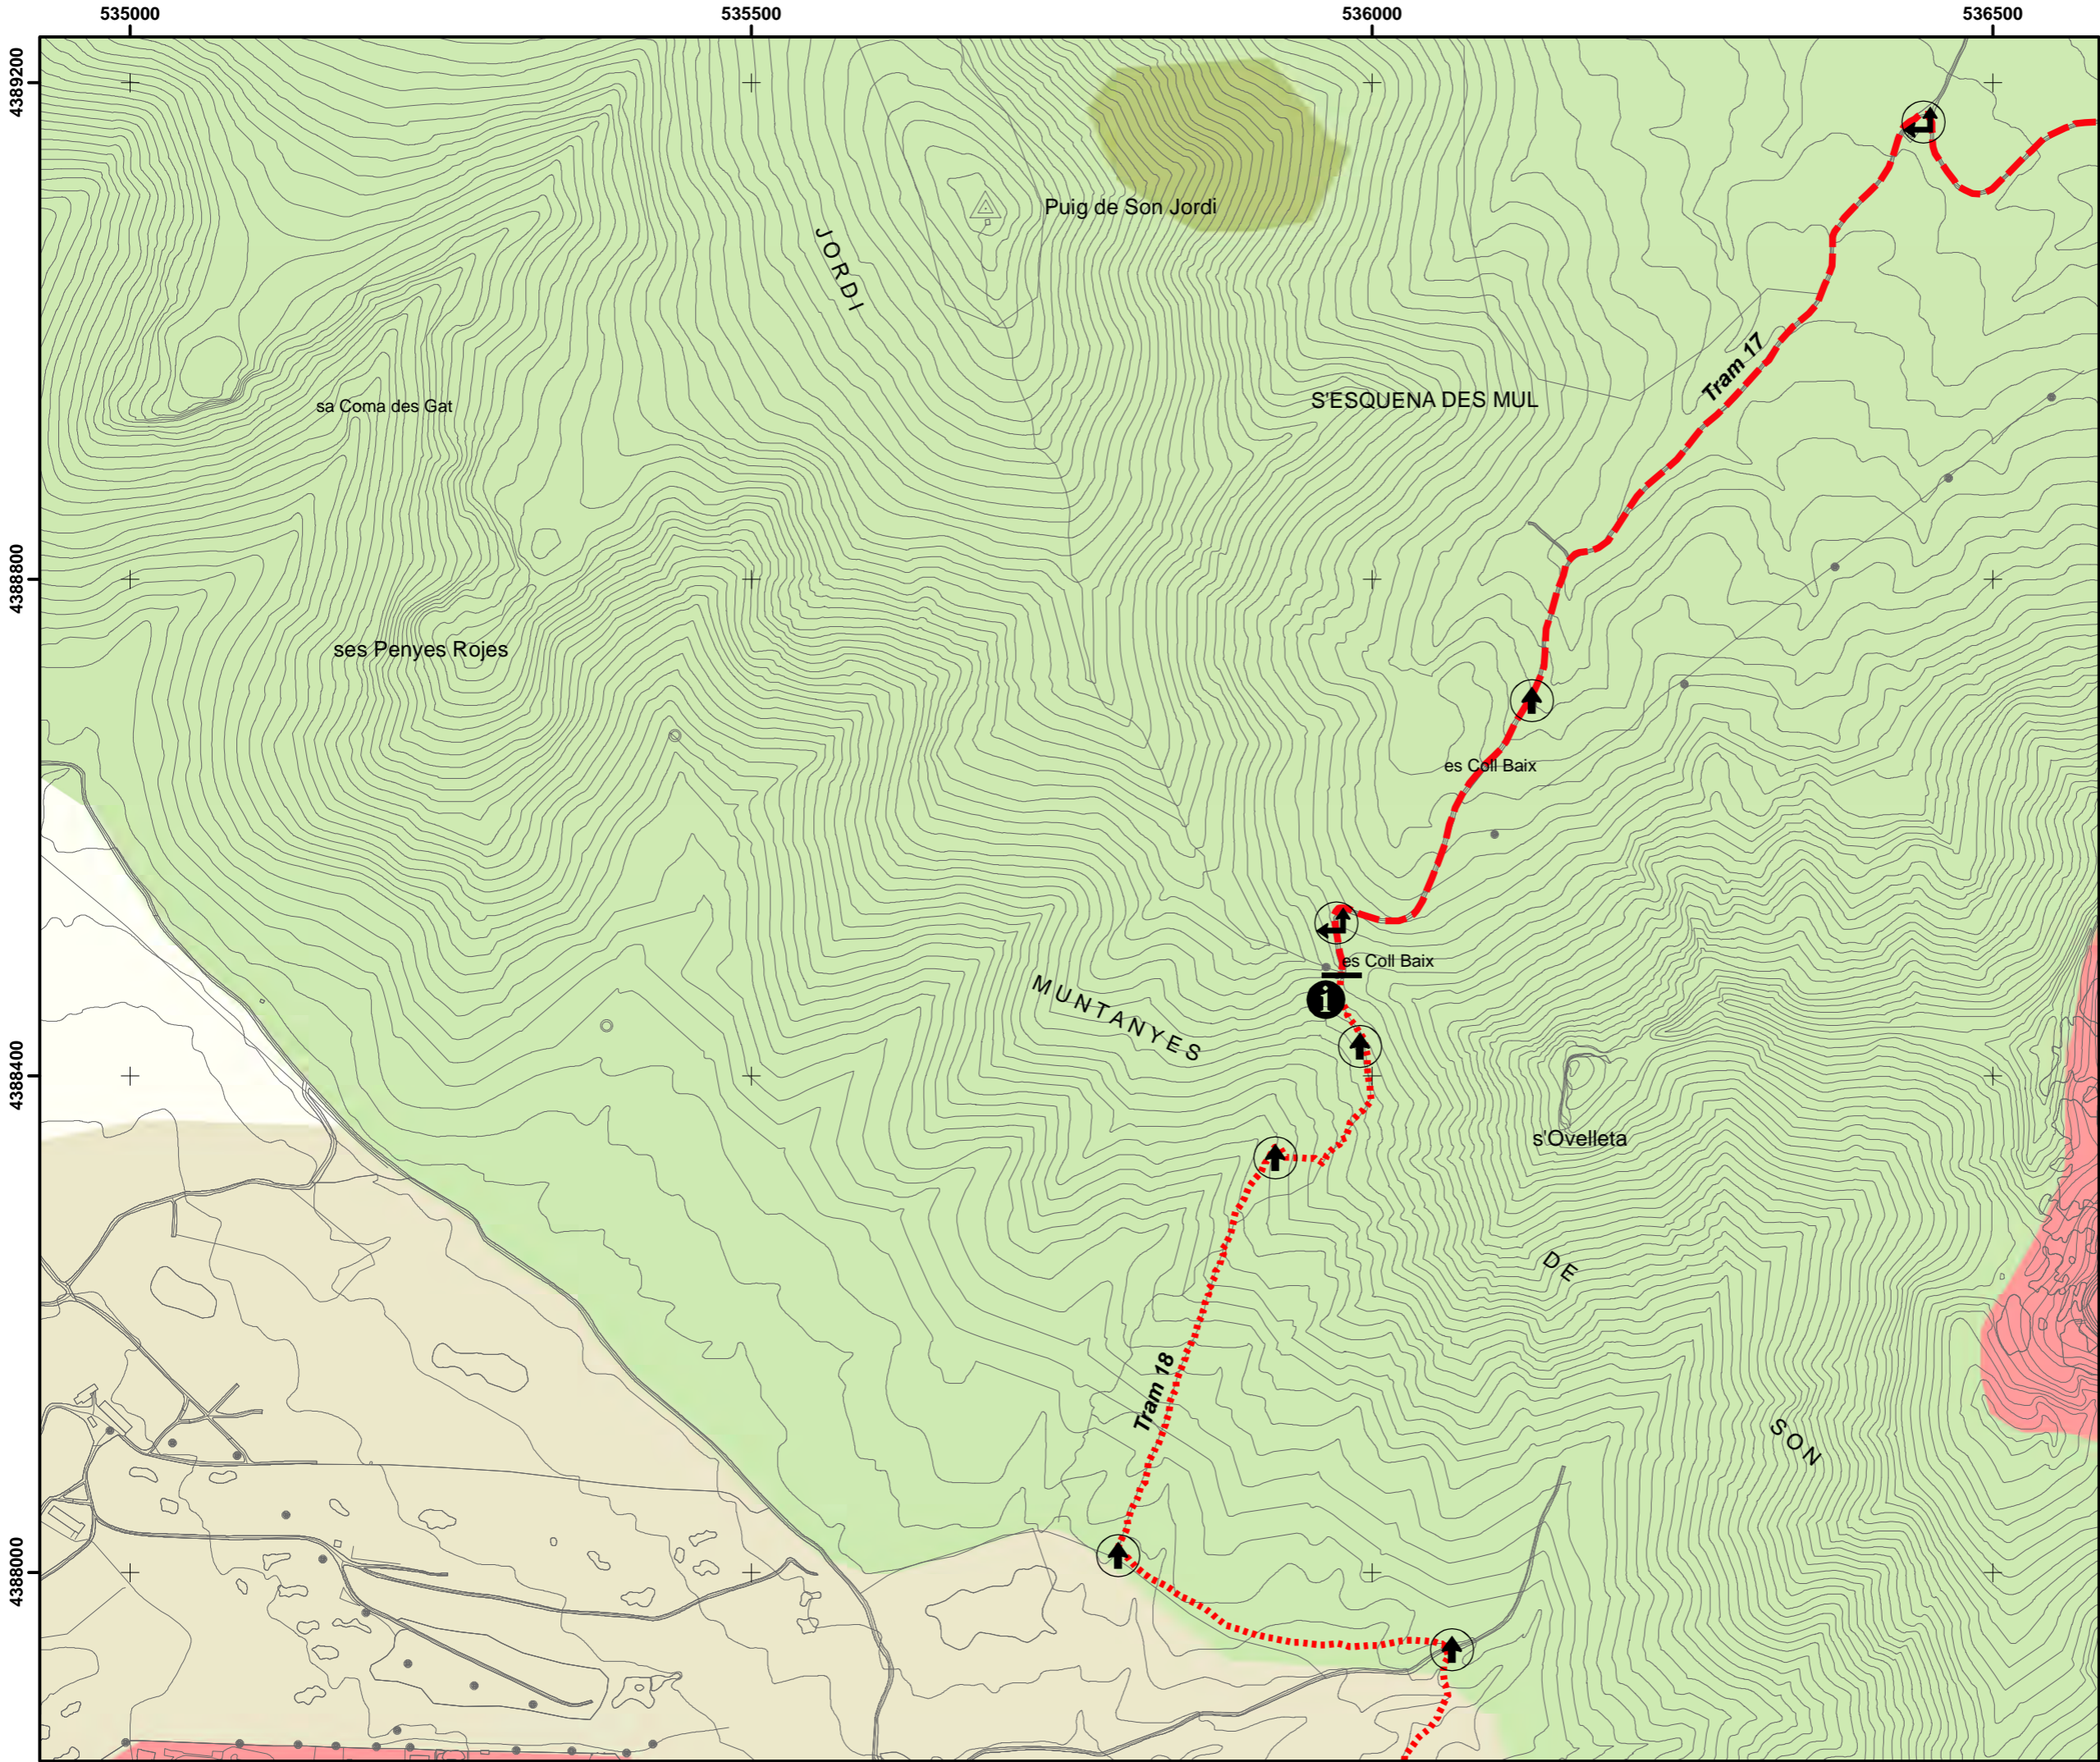 535000 535500 536000 536500
4389200
4388800
4388400
4388000
Puig de Son Jordi
JORDI
sa Coma des Gat
S'ESQUENA DES MUL
Tram 17
ses Penyes Rojes
es Coll Baix
es Coll Baix
i
MUNTANYES
s'Ovelleta
DE
Tram 18
SON